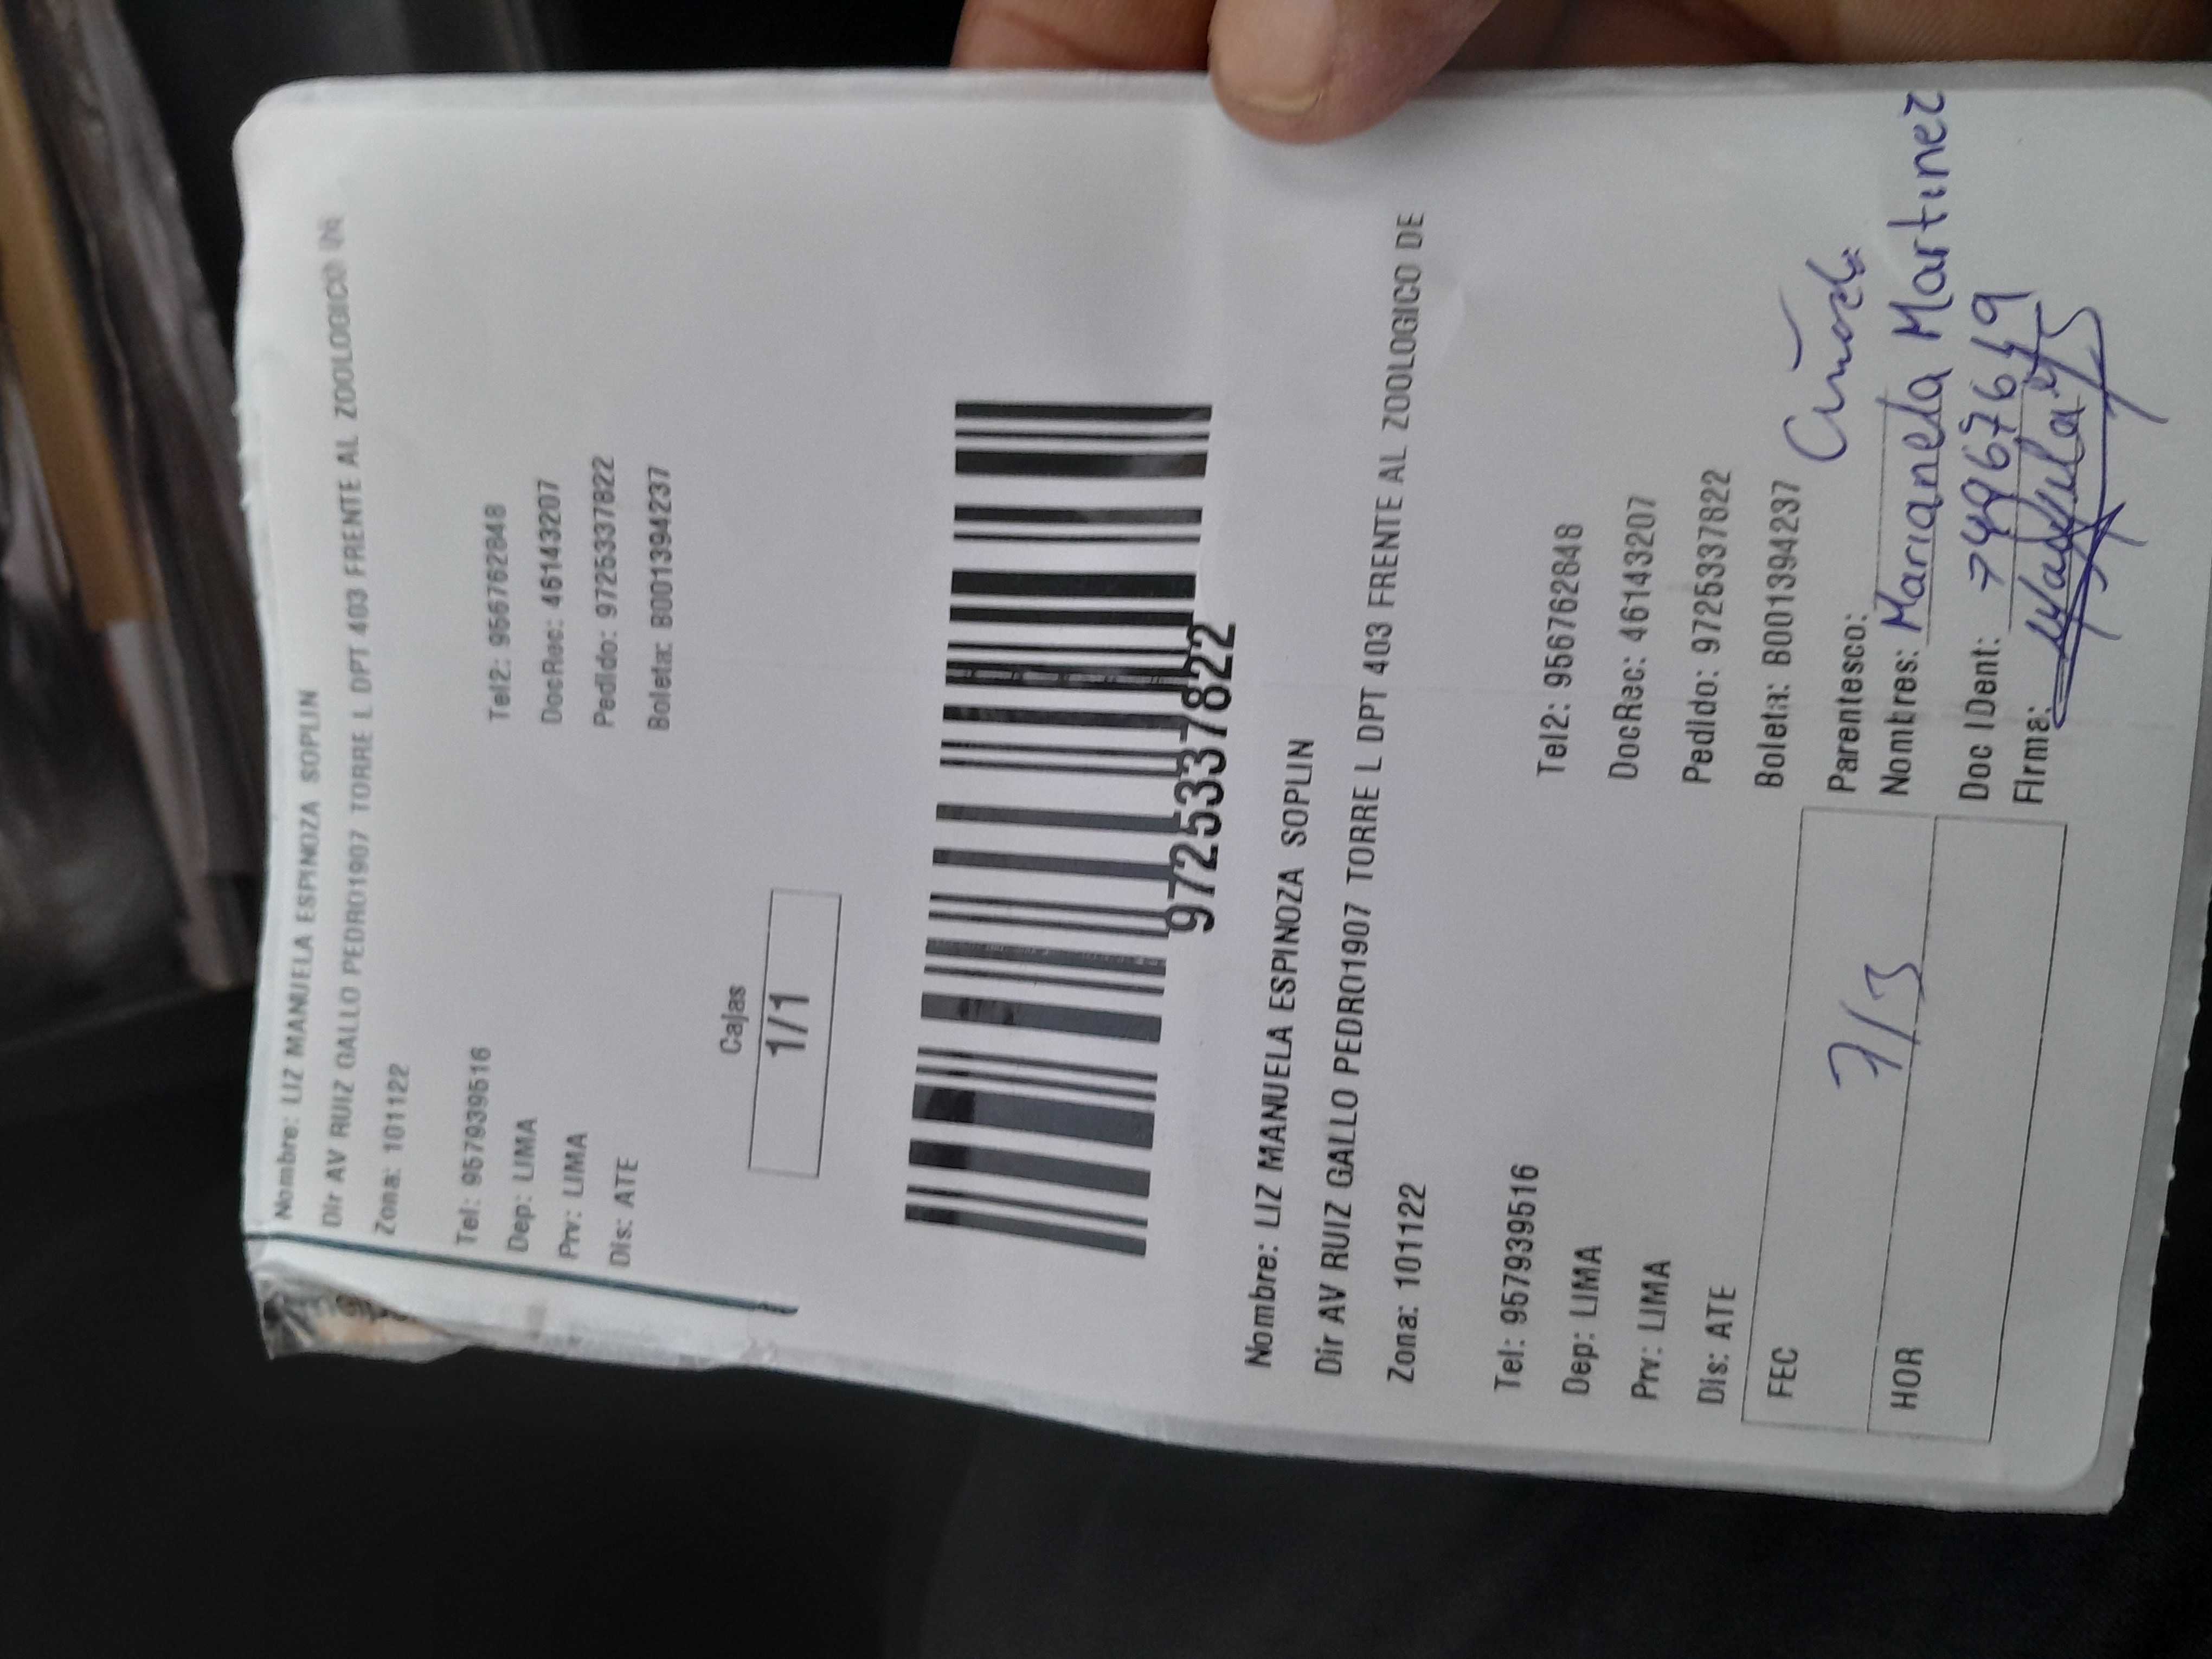 Nombre: LIZ MANUELA ESPINOZA SOPLIN
Dir AV RUIZ GALLO PEDRO1907 TORRE L DPT 403 FRENTE AL ZOOLOGICO
Zona: 101122
Tel: 957939516 Tel2: 956762848
Dep: LIMA DocRec: 46143207
Prv: LIMA Pedido: 9725337822
Dis: ATE Boleta: B001394237
Cajas
1/1
9725337822
Nombre: LIZ MANUELA ESPINOZA SOPLIN
Dir AV RUIZ GALLO PEDRO1907 TORRE L DPT 403 FRENTE AL ZOOLOGICO DE
Zona: 101122
Tel: 957939516 Tel2: 956762848
Dep: LIMA DocRec: 46143207
Prv: LIMA Pedido: 9725337822
Dis: ATE Boleta: B001394237
FEC 7/3 Parentesco: Cuñada
Nombres: Marianela Martinez
HOR Doc IDent:
Firma: